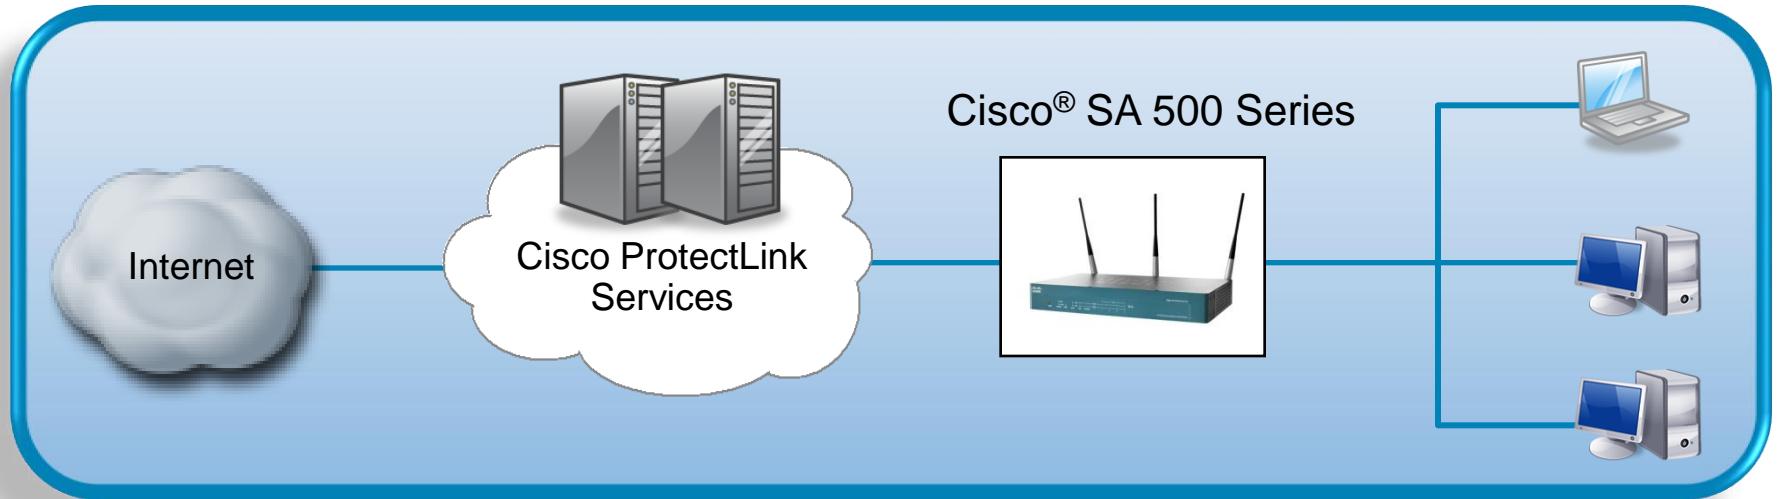 Internet
Cisco ProtectLink
Services
Cisco® SA 500 Series